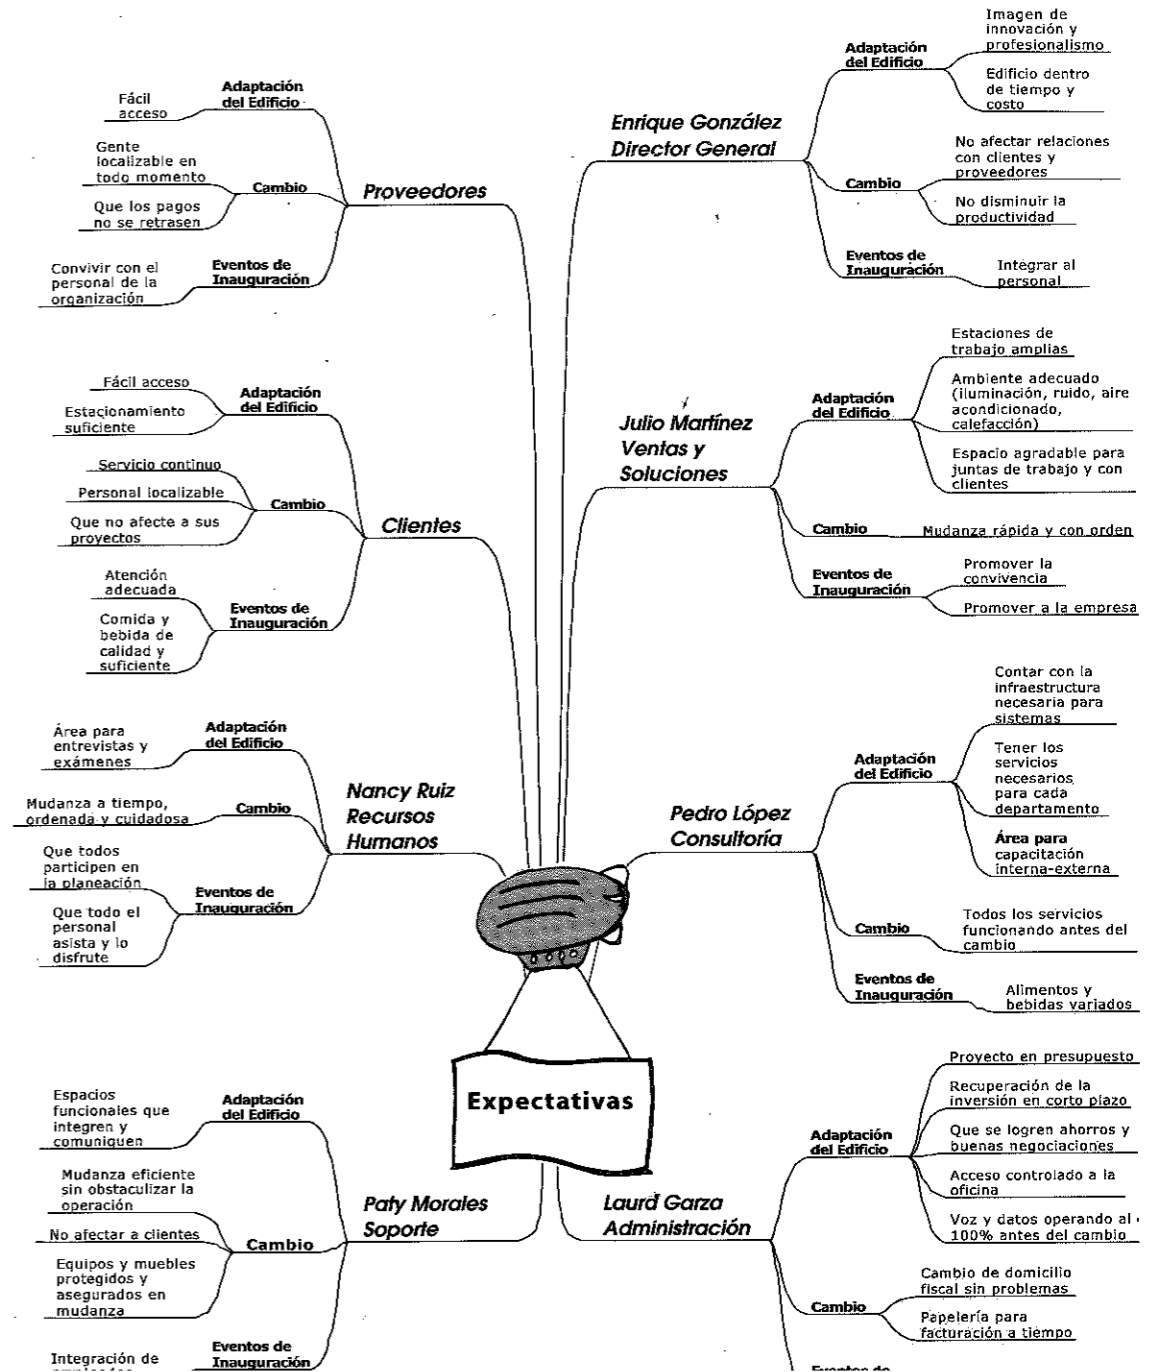 Proveedores
Adaptación
del Edificio
Fácil
acceso
Cambio
Gente
localizable en
todo momento
Que los pagos
no se retrasen
Eventos de
Inauguración
Convivir con el
personal de la
organización
Clientes
Adaptación
del Edificio
Fácil acceso
Estacionamiento
suficiente
Cambio
Servicio continuo
Personal localizable
Que no afecte a sus
proyectos
Eventos de
Inauguración
Atención
adecuada
Comida y
bebida de
calidad y
suficiente
Nancy Ruiz
Recursos
Humanos
Adaptación
del Edificio
Área para
entrevistas y
exámenes
Cambio
Mudanza a tiempo,
ordenada y cuidadosa
Eventos de
Inauguración
Que todos
participen en
la planeación
Que todo el
personal
asista y lo
disfrute
Paty Morales
Soporte
Adaptación
del Edificio
Espacios
funcionales que
integren y
comuniquen
Cambio
Mudanza eficiente
sin obstaculizar la
operación
No afectar a clientes
Equipos y muebles
protegidos y
asegurados en
mudanza
Eventos de
Inauguración
Integración de
Expectativas
Enrique González
Director General
Adaptación
del Edificio
Imagen de
innovación y
profesionalismo
Edificio dentro
de tiempo y
costo
Cambio
No afectar relaciones
con clientes y
proveedores
No disminuir la
productividad
Eventos de
Inauguración
Integrar al
personal
Julio Martínez
Ventas y
Soluciones
Adaptación
del Edificio
Estaciones de
trabajo amplias
Ambiente adecuado
(iluminación, ruido, aire
acondicionado,
calefacción)
Espacio agradable para
juntas de trabajo y con
clientes
Cambio
Mudanza rápida y con orden
Eventos de
Inauguración
Promover la
convivencia
Promover a la empresa
Pedro López
Consultoría
Adaptación
del Edificio
Contar con la
infraestructura
necesaria para
sistemas
Tener los
servicios
necesarios
para cada
departamento
Área para
capacitación
interna-externa
Cambio
Todos los servicios
funcionando antes del
cambio
Eventos de
Inauguración
Alimentos y
bebidas variados
Laura Garza
Administración
Adaptación
del Edificio
Proyecto en presupuesto
Recuperación de la
inversión en corto plazo
Que se logren ahorros y
buenas negociaciones
Acceso controlado a la
oficina
Voz y datos operando al
100% antes del cambio
Cambio
Cambio de domicilio
fiscal sin problemas
Papelería para
facturación a tiempo
Eventos de